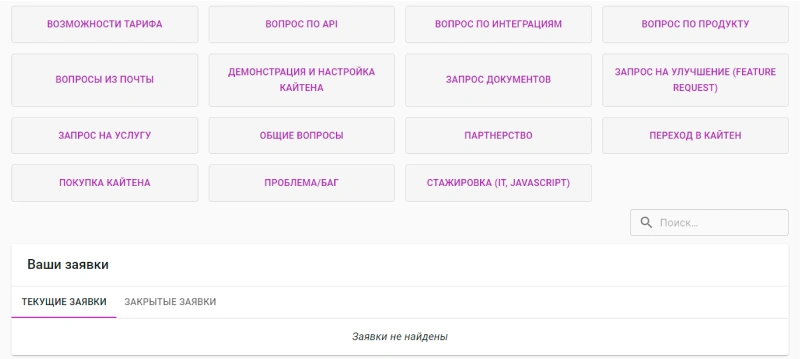 ВОЗМОЖНОСТИ ТАРИФА
ВОПРОС ПО API
ВОПРОС ПО ИНТЕГРАЦИЯМ
ВОПРОС ПО ПРОДУКТУ
ВОПРОСЫ ИЗ ПОЧТЫ
ДЕМОНСТРАЦИЯ И НАСТРОЙКА
КАЙТЕНА
ЗАПРОС ДОКУМЕНТОВ
ЗАПРОС НА УЛУЧШЕНИЕ (FEATURE
REQUEST)
ЗАПРОС НА УСЛУГУ
ОБЩИЕ ВОПРОСЫ
ПАРТНЕРСТВО
ПЕРЕХОД В КАЙТЕН
ПОКУПКА КАЙТЕНА
ПРОБЛЕМА/БАГ
СТАЖИРОВКА (IT, JAVASCRIPT)
Поиск...
Ваши заявки
ТЕКУЩИЕ ЗАЯВКИ
ЗАКРЫТЫЕ ЗАЯВКИ
Заявки не найдены